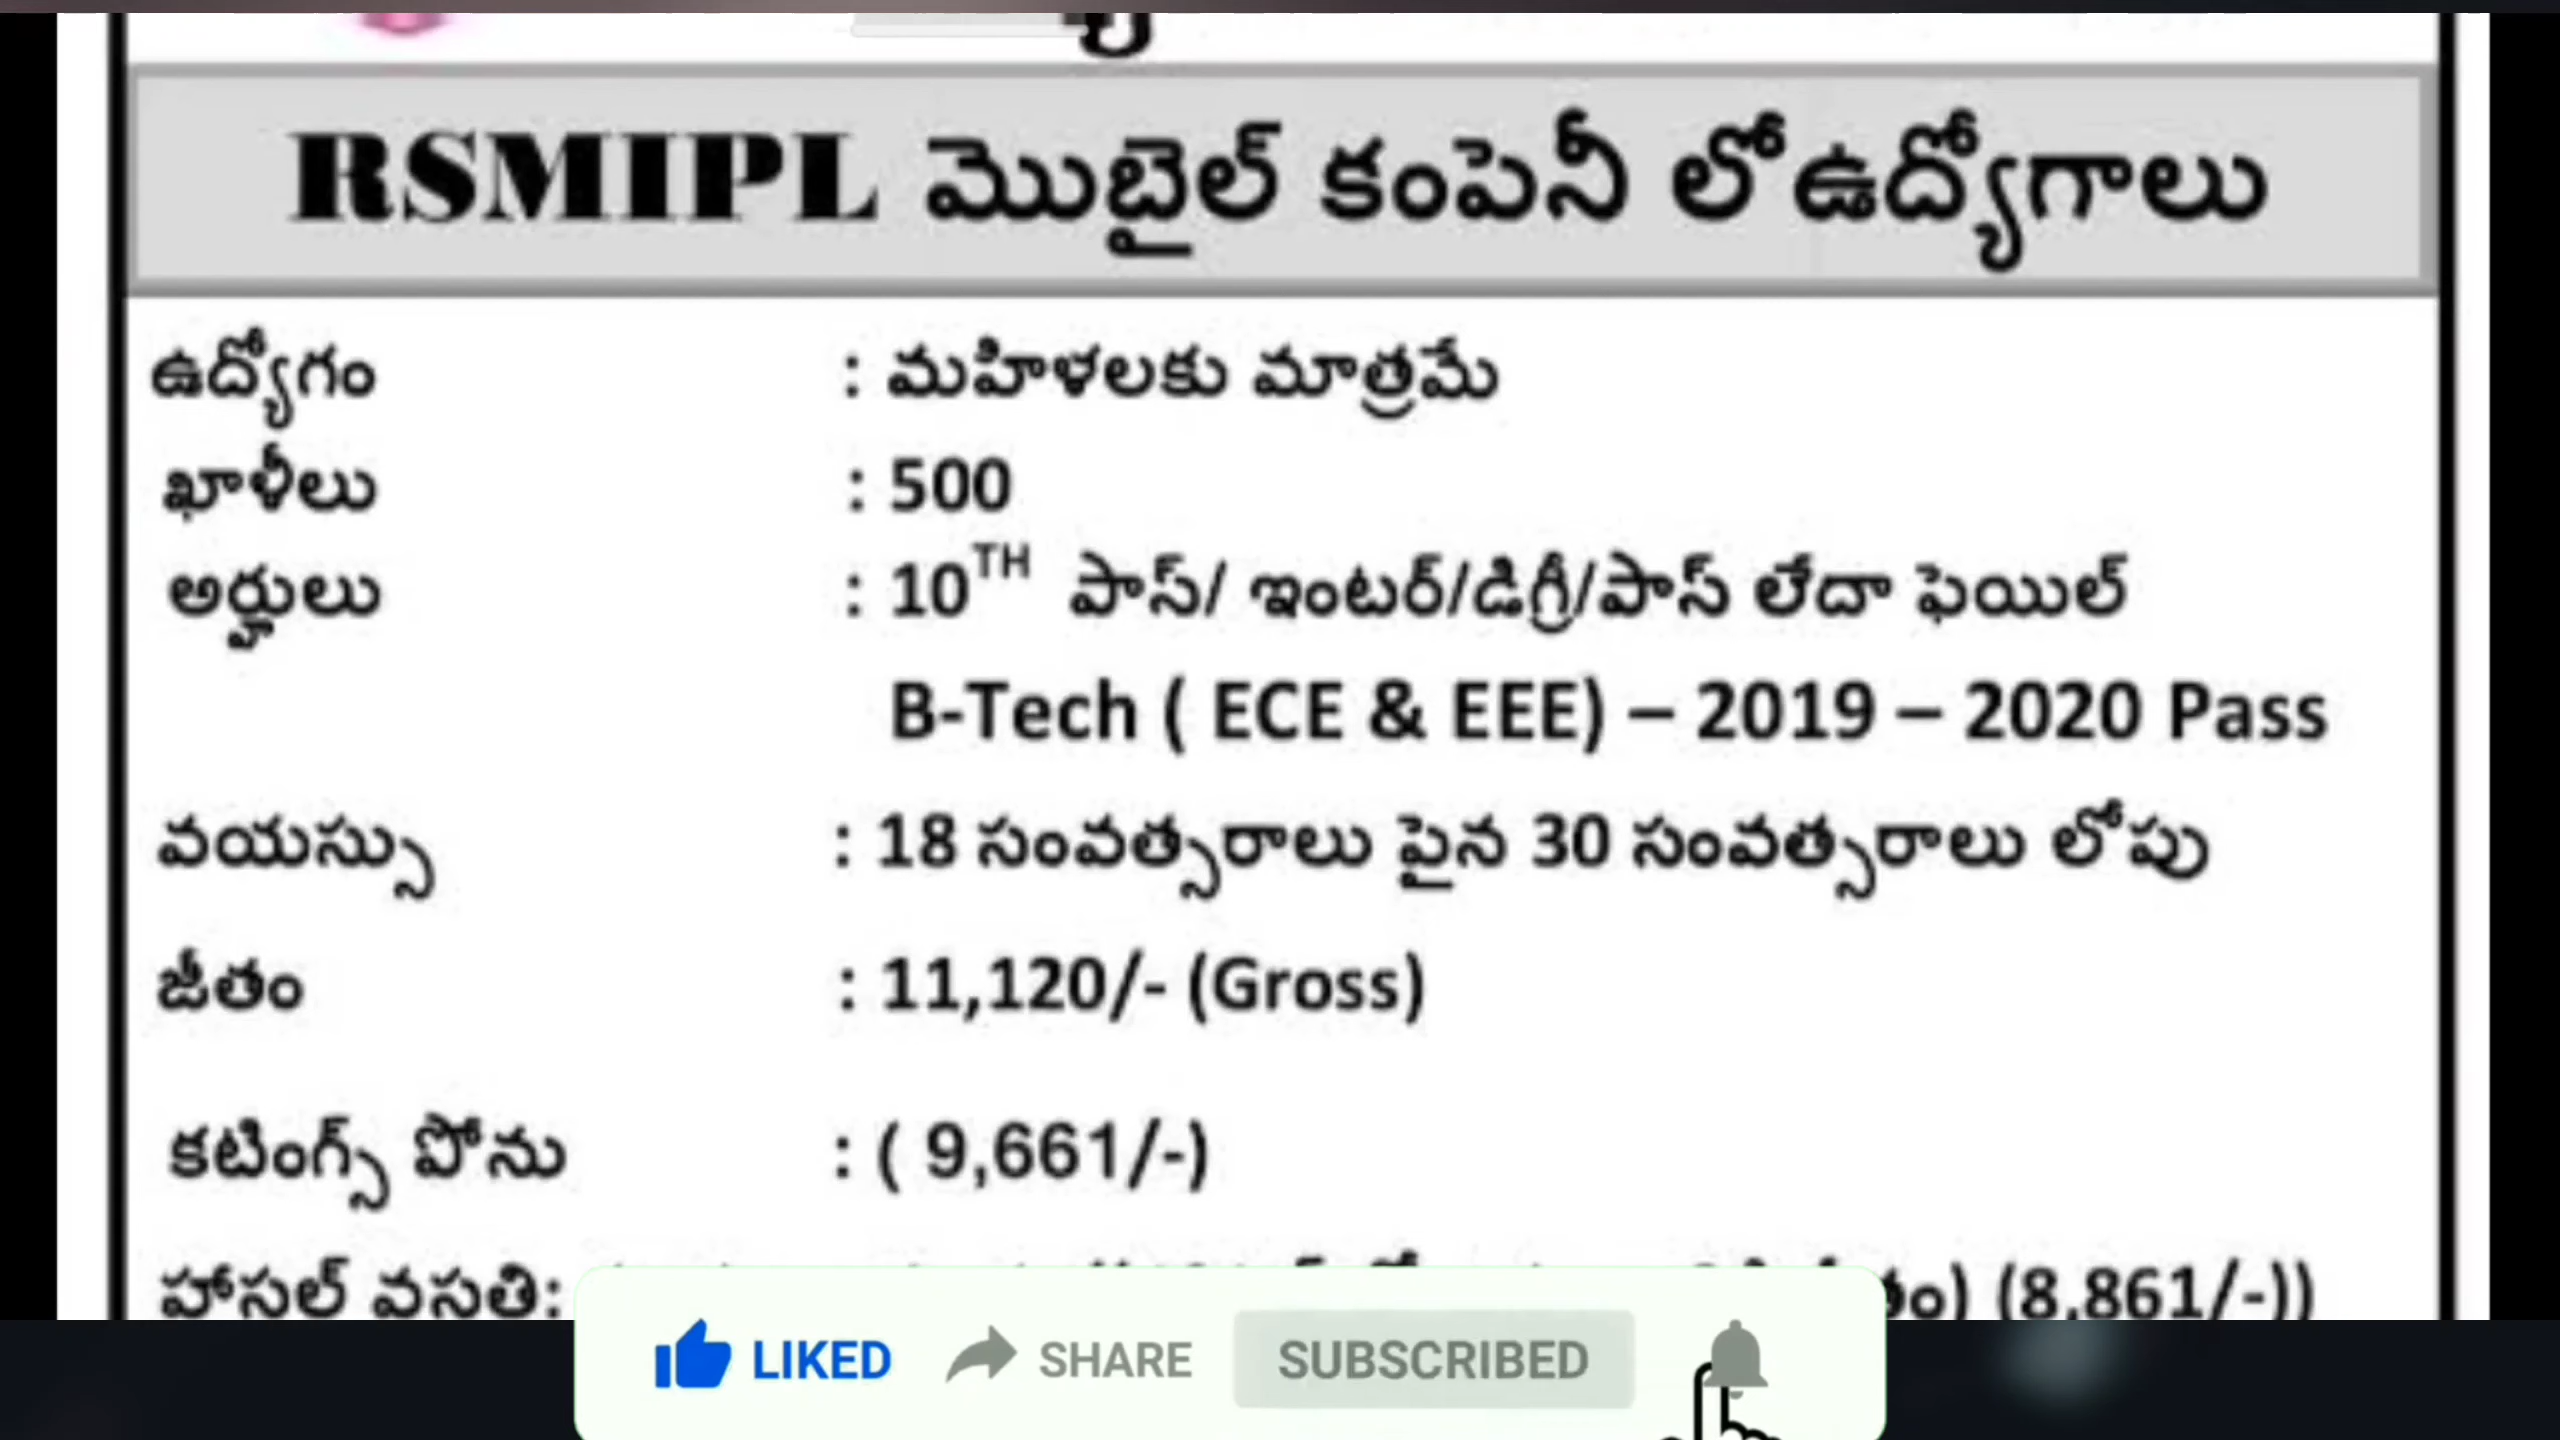 RSMIPL మొబైల్ కంపెనీ లోఉద్యోగాలు
ఉద్యోగం : మహిళలకు మాత్రమే
ఖాళీలు : 500
అర్హులు : 10TH పాస్/ ఇంటర్/డిగ్రీ/పాస్ లేదా ఫెయిల్
B-Tech ( ECE & EEE) – 2019 – 2020 Pass
వయస్సు : 18 సంవత్సరాలు పైన 30 సంవత్సరాలు లోపు
జీతం : 11,120/- (Gross)
కటింగ్స్ పోను : ( 9,661/-)
హాసల్ వసతి: (8,861/-))
LIKED SHARE SUBSCRIBED